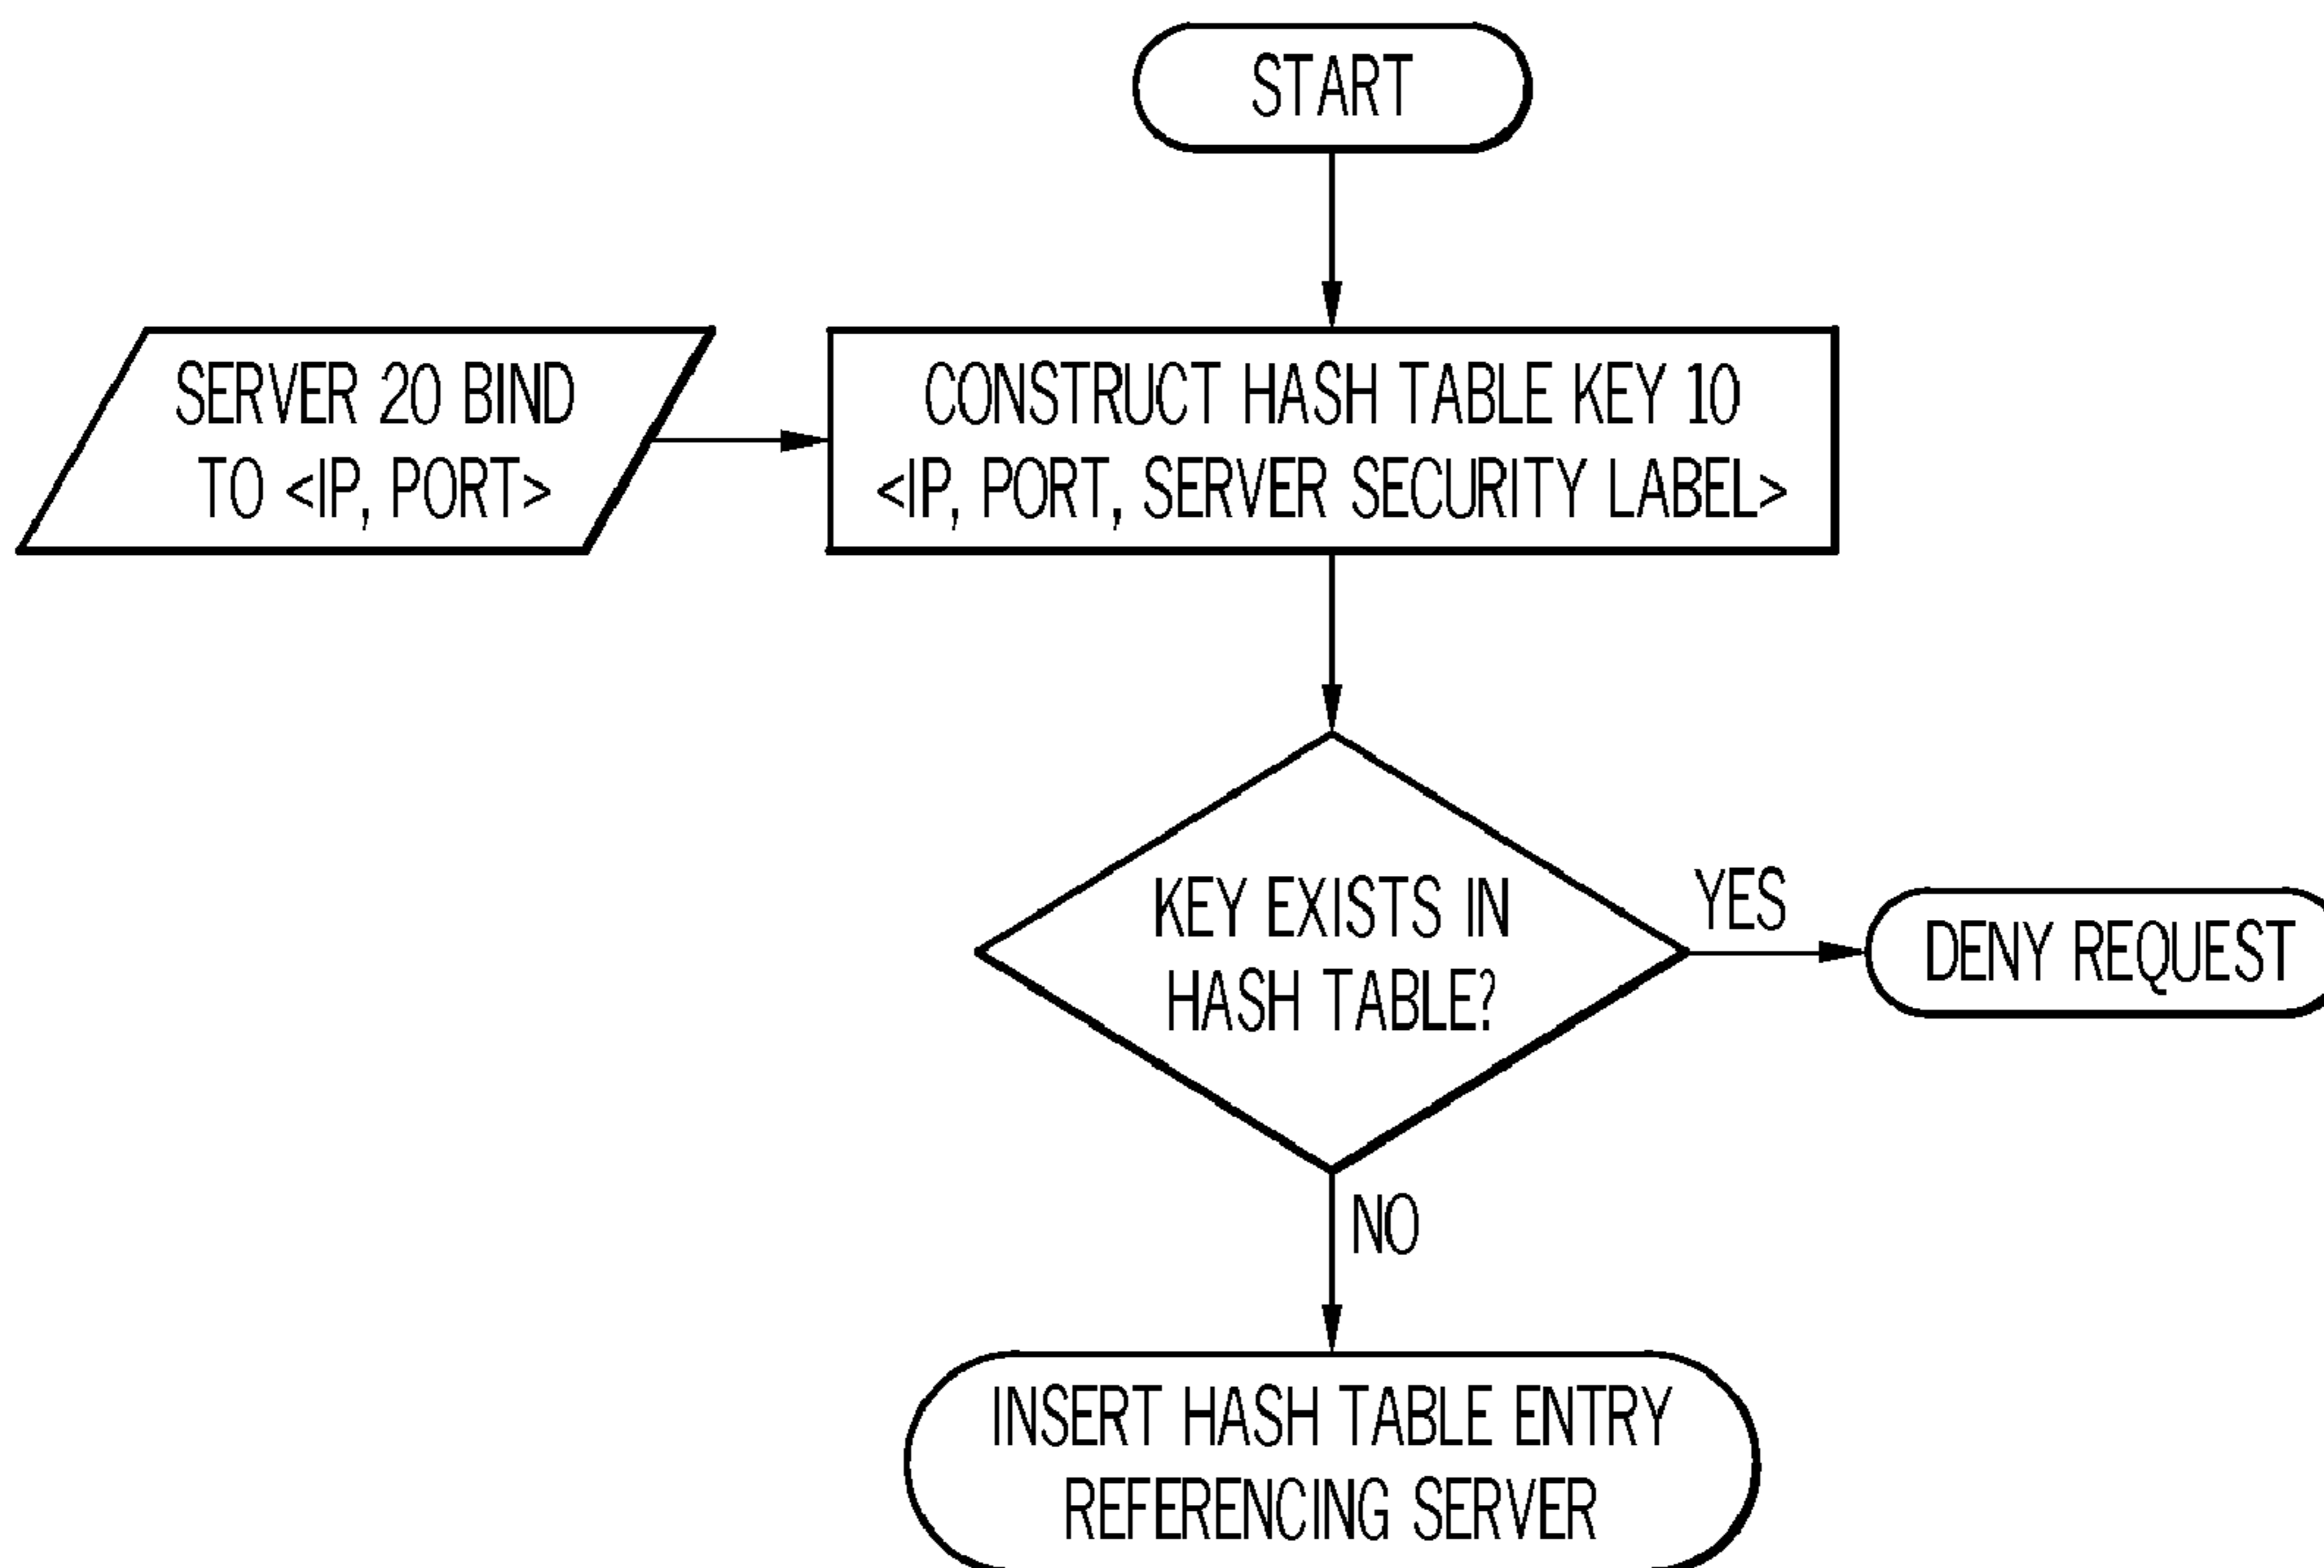 START
SERVER 20 BIND
TO <IP, PORT>
CONSTRUCT HASH TABLE KEY 10
<IP, PORT, SERVER SECURITY LABEL>
KEY EXISTS IN
HASH TABLE?
YES
DENY REQUEST
NO
INSERT HASH TABLE ENTRY
REFERENCING SERVER